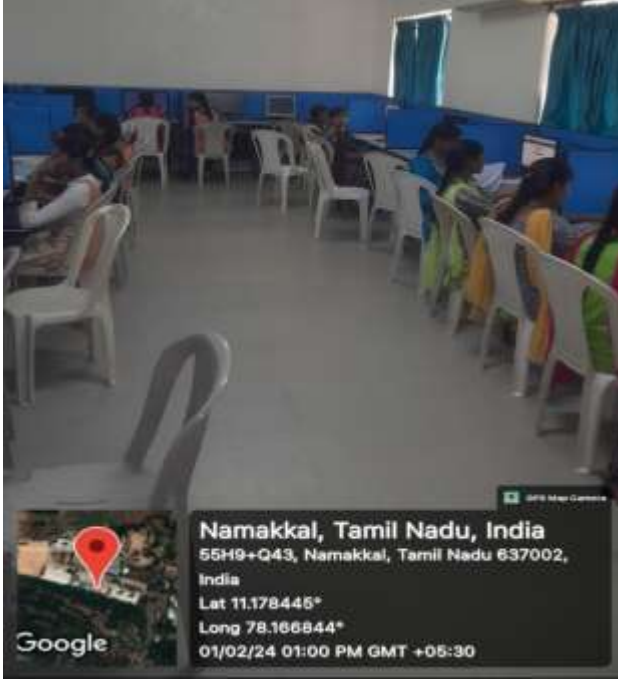 GPS Map Camera
Namakkal, Tamil Nadu, India
55H9+Q43, Namakkal, Tamil Nadu 637002,
India
Lat 11.178445°
Long 78.166844°
01/02/24 01:00 PM GMT +05:30
Google